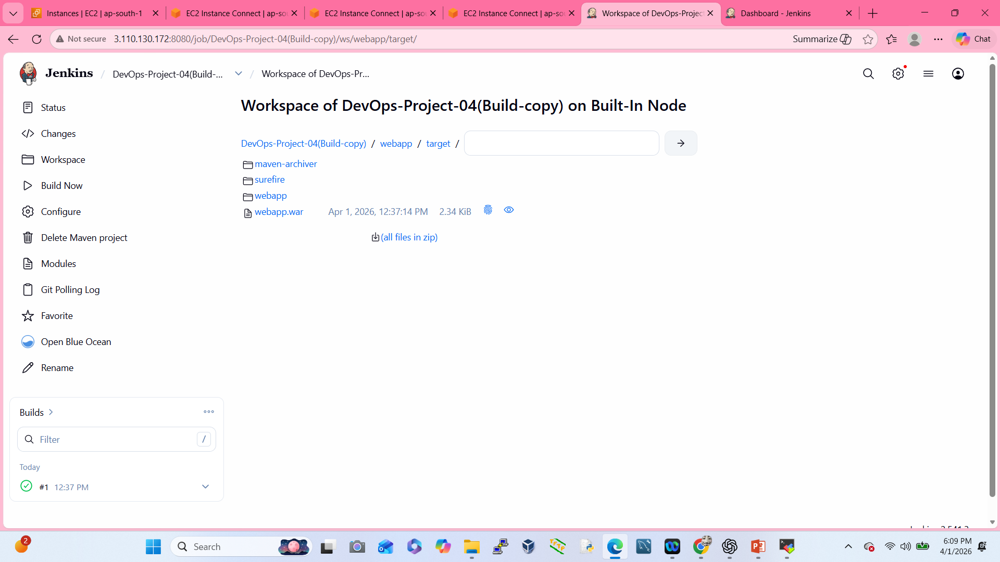 Instances | EC2 | ap-south-1
EC2 Instance Connect | ap-sou
EC2 Instance Connect | ap-sou
EC2 Instance Connect | ap-sou
Workspace of DevOps-Project
Dashboard - Jenkins
Not secure
3.110.130.172:8080/job/DevOps-Project-04(Build-copy)/ws/webapp/target/
Summarize
Chat
Jenkins / DevOps-Project-04(Build-... / Workspace of DevOps-Pr...
Status
Changes
Workspace
Build Now
Configure
Delete Maven project
Modules
Git Polling Log
Favorite
Open Blue Ocean
Rename
Builds
Filter /
Today
#1 12:37 PM
Workspace of DevOps-Project-04(Build-copy) on Built-In Node
DevOps-Project-04(Build-copy) / webapp / target /
maven-archiver
surefire
webapp
webapp.war Apr 1, 2026, 12:37:14 PM 2.34 KiB
(all files in zip)
2
Search
TFTP
6:09 PM
4/1/2026